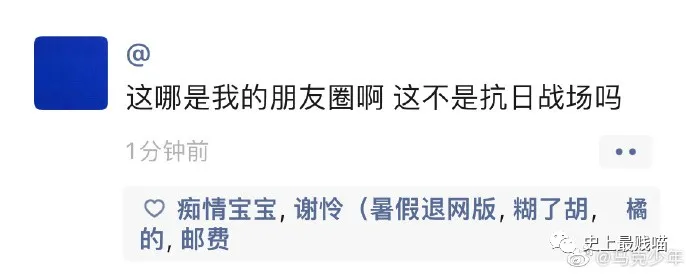 @
这哪是我的朋友圈啊 这不是抗日战场吗
1分钟前
痴情宝宝, 谢怜（暑假退网版, 糊了胡, 橘
的, 邮费
史上最贱喵
@马克少年